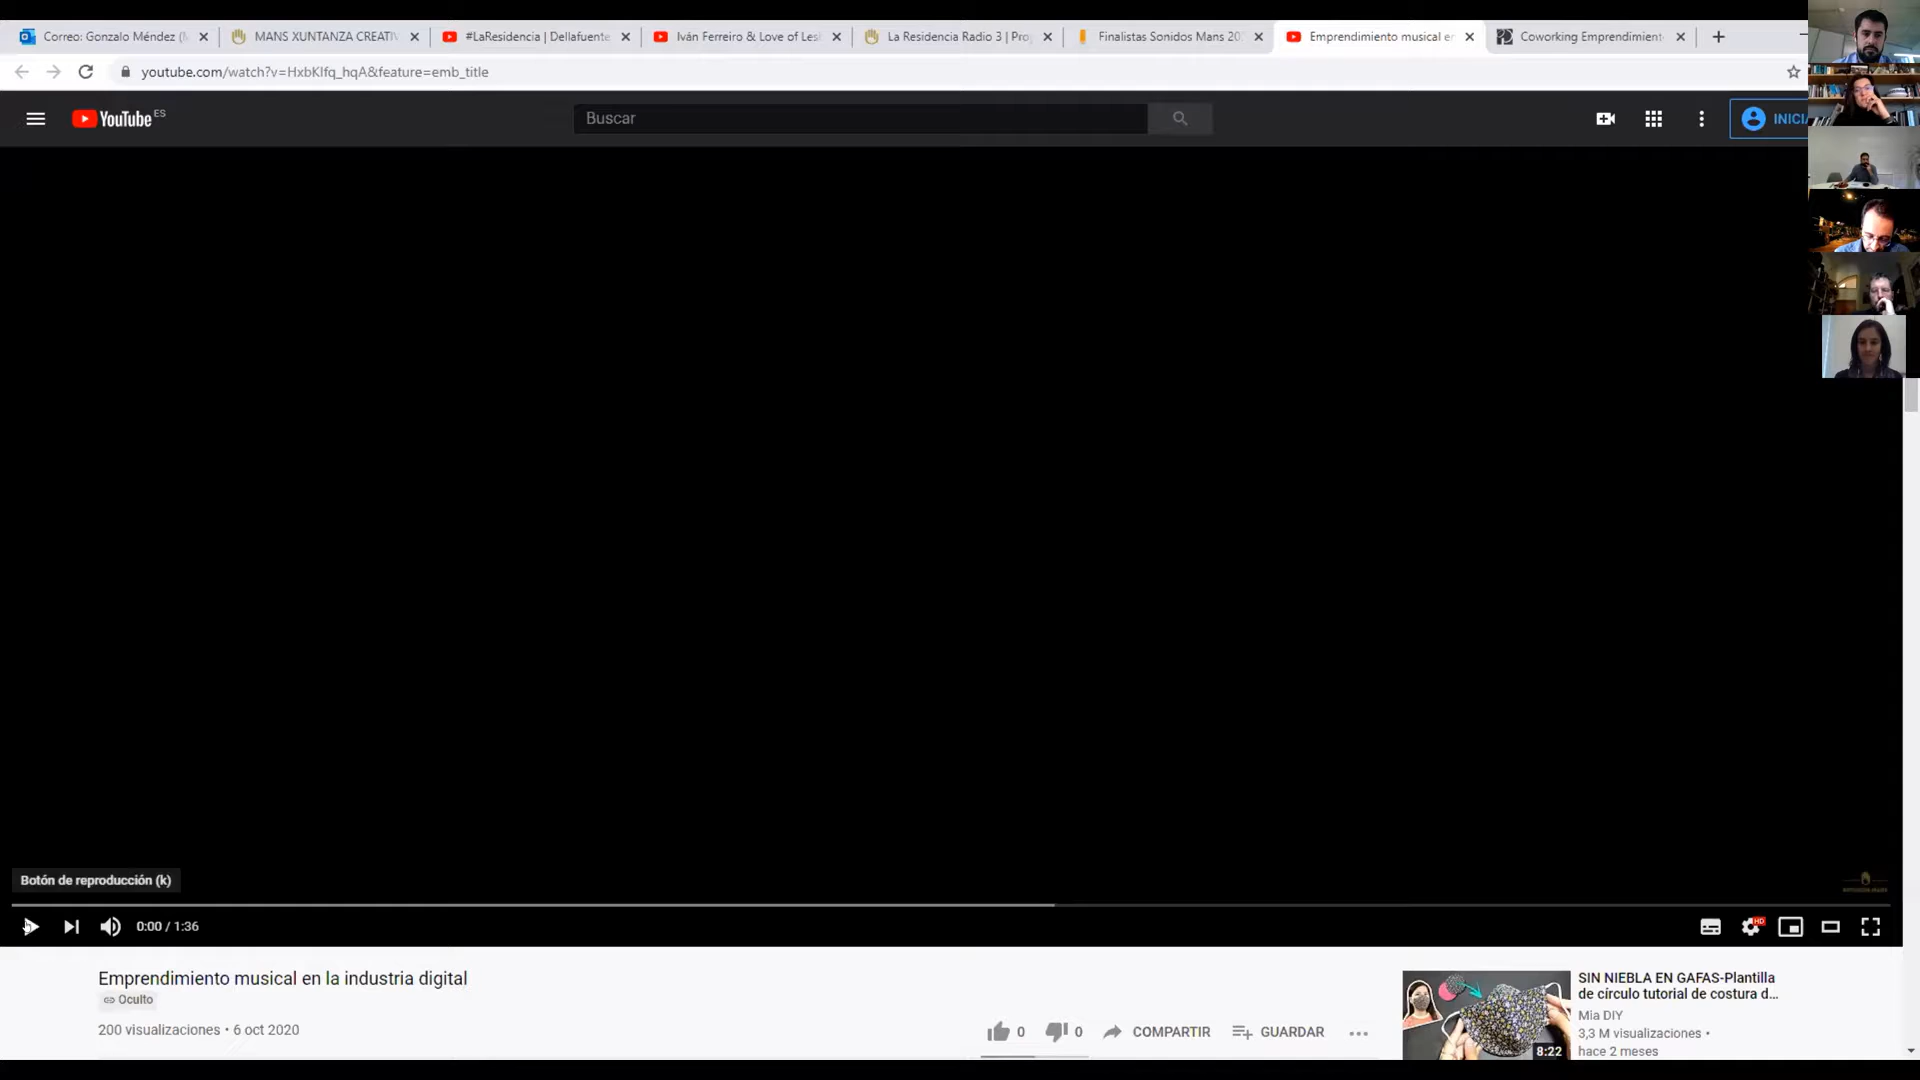 Correo: Gonzalo Méndez (
MANS XUNTANZA CREATIV
#LaResidencia | Dellafuente
Iván Ferreiro & Love of Les
La Residencia Radio 3 | Pro
Finalistas Sonidos Mans 20
Emprendimiento musical e
Coworking Emprendimient
youtube.com/watch?v=HxbKlfq_hqA&feature=emb_title
YouTube ES
Buscar
INICI
Botón de reproducción (k)
0:00 / 1:36
HD
Emprendimiento musical en la industria digital
Oculto
200 visualizaciones • 6 oct 2020
0
0
COMPARTIR
GUARDAR
8:22
SIN NIEBLA EN GAFAS-Plantilla
de círculo tutorial de costura d...
Mia DIY
3,3 M visualizaciones •
hace 2 meses